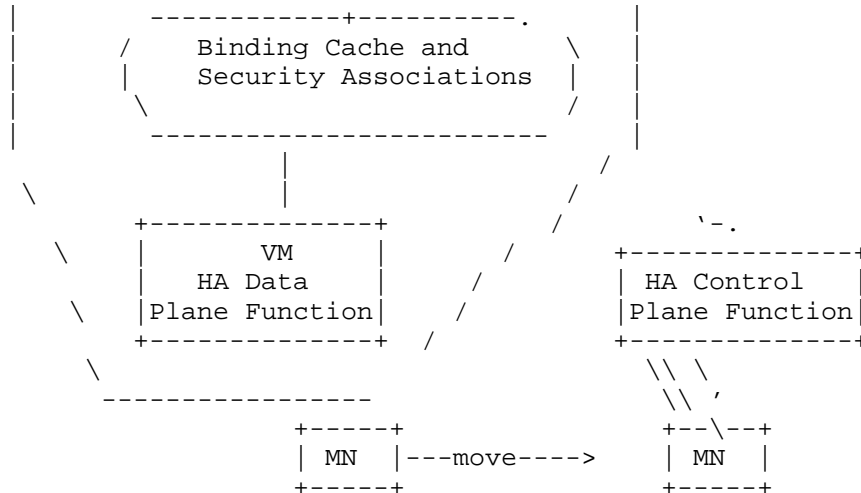 Binding Cache and
Security Associations
VM
HA Data
Plane Function
HA Control
Plane Function
MN
move
MN